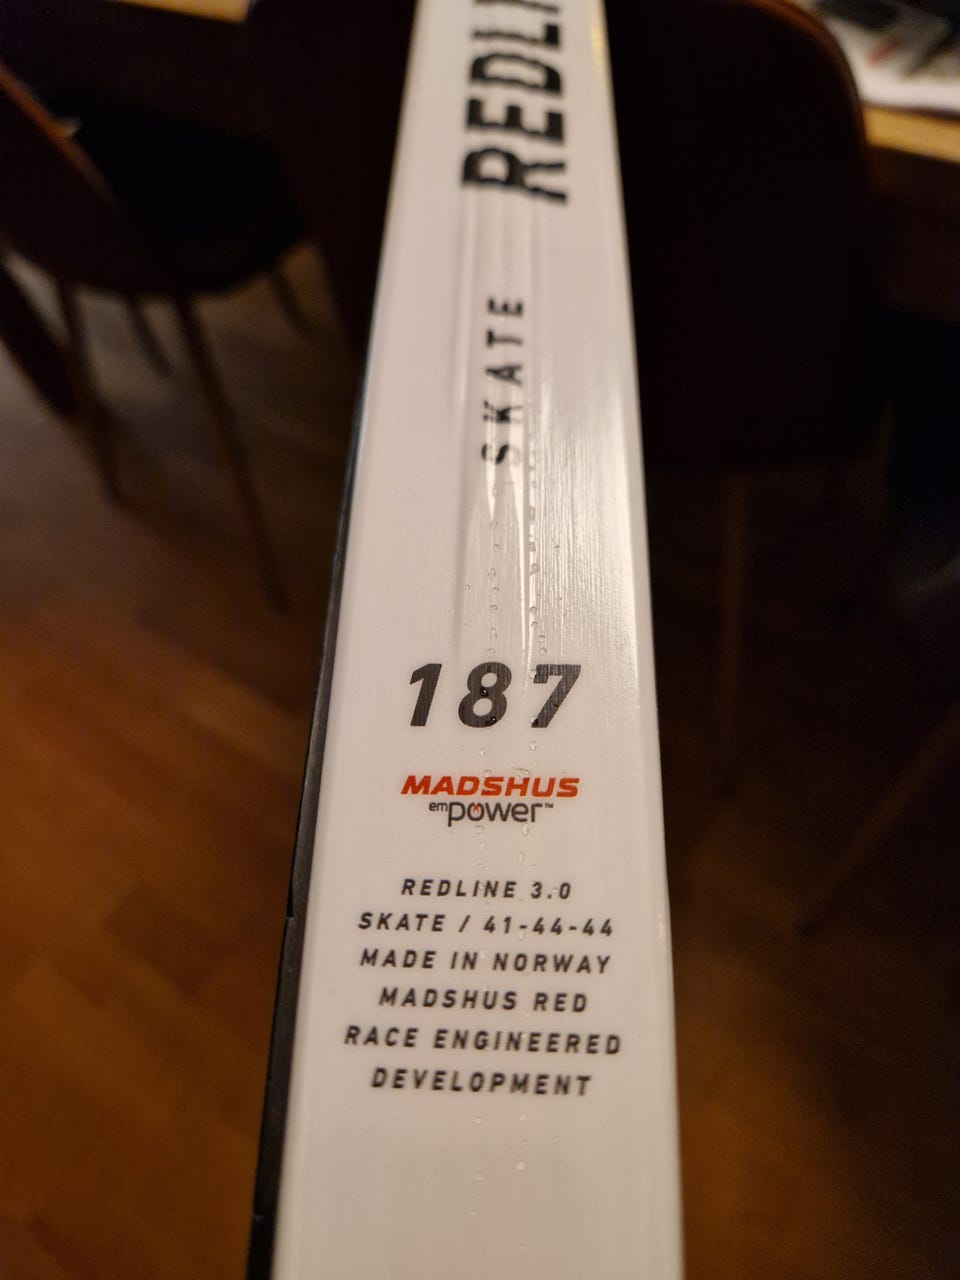 SKATE
187
MADSHUS
empower™
REDLINE 3.0
SKATE / 41-44-44
MADE IN NORWAY
MADSHUS RED
RACE ENGINEERED
DEVELOPMENT